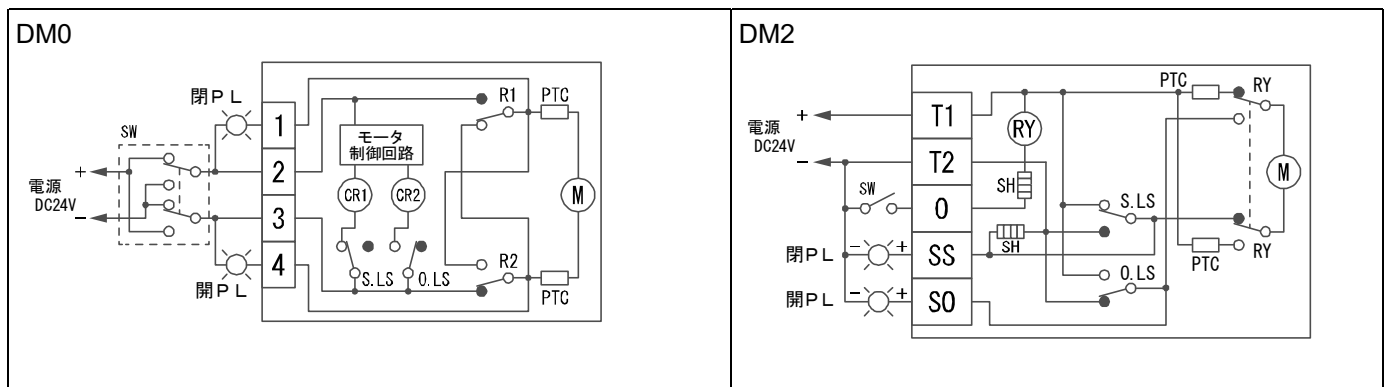 DM0
閉PL
SW
+
電源
DC24V
-
開PL
1
2
3
4
モータ
制御回路
CR1
CR2
S.LS
O.LS
R1
R2
PTC
PTC
M
DM2
+
電源
DC24V
-
SW
閉PL
- +
開PL
- +
T1
T2
O
SS
SO
RY
SH
SH
S.LS
O.LS
PTC
RY
M
PTC
RY